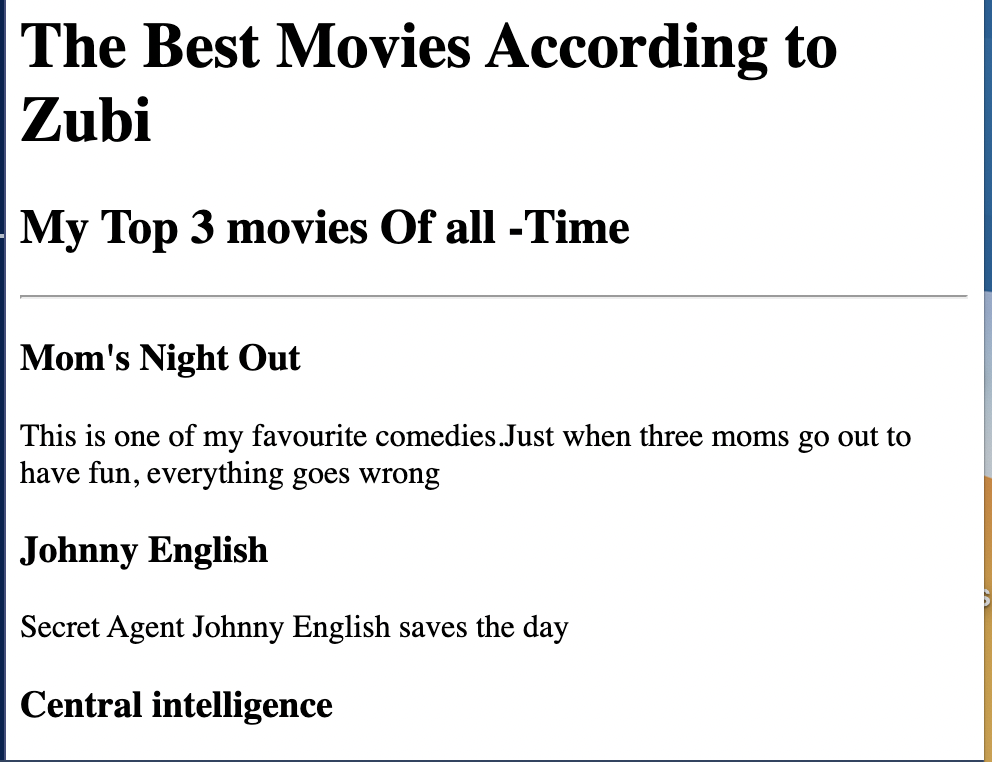 The Best Movies According to
Zubi
My Top 3 movies Of all -Time
Mom's Night Out
This is one of my favourite comedies.Just when three moms go out to
have fun, everything goes wrong
Johnny English
Secret Agent Johnny English saves the day
Central intelligence